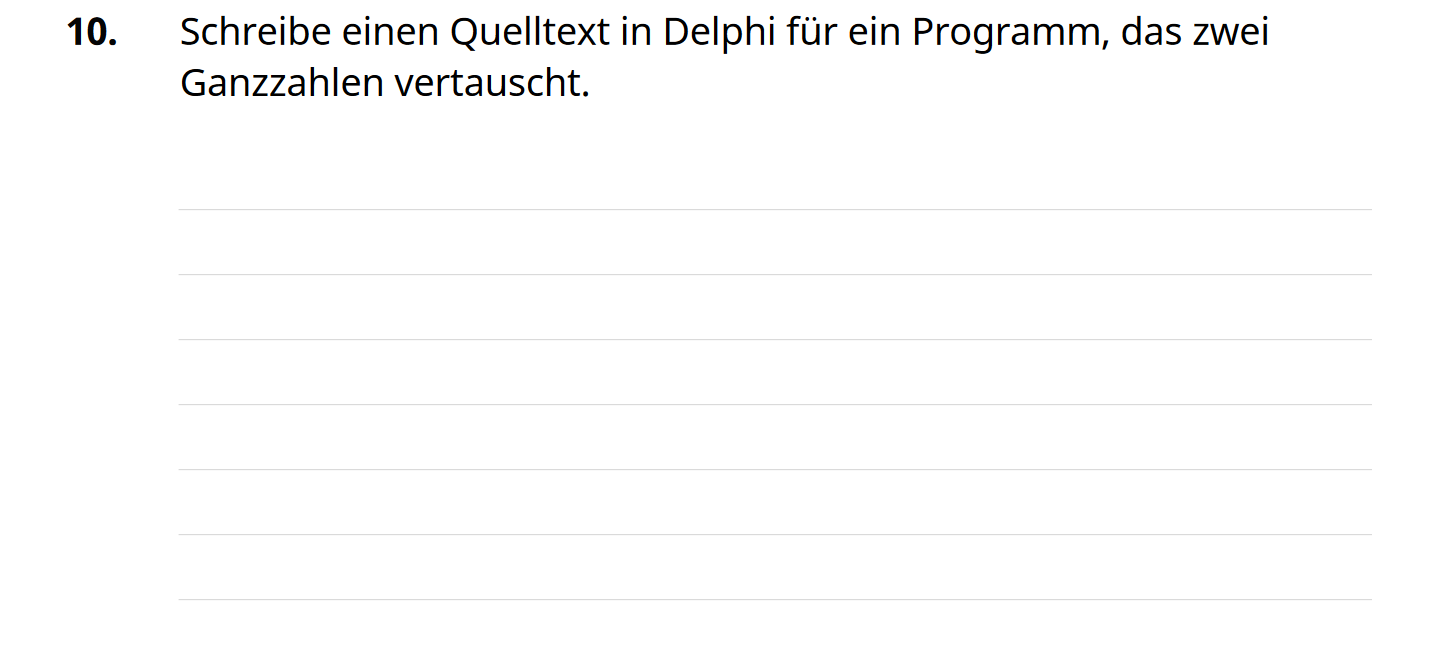 10. Schreibe einen Quelltext in Delphi für ein Programm, das zwei
Ganzzahlen vertauscht.